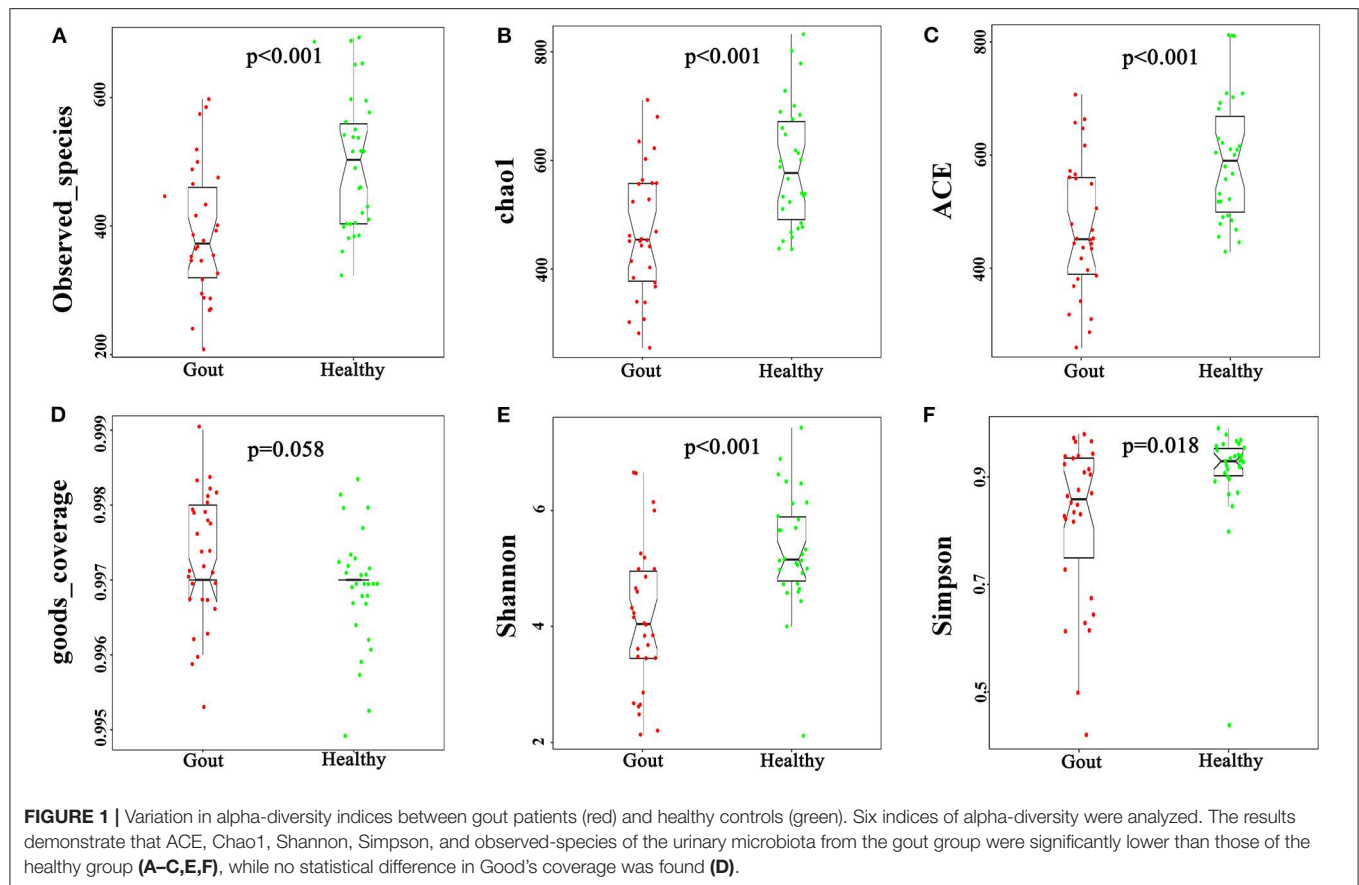 A
p<0.001
Observed_species
600
400
200
Gout Healthy
B
p<0.001
chao1
800
600
400
Gout Healthy
C
p<0.001
ACE
800
600
400
Gout Healthy
D
p=0.058
goods_coverage
0.999
0.998
0.997
0.996
0.995
Gout Healthy
E
p<0.001
Shannon
6
4
2
Gout Healthy
F
p=0.018
Simpson
0.9
0.7
0.5
Gout Healthy
FIGURE 1 | Variation in alpha-diversity indices between gout patients (red) and healthy controls (green). Six indices of alpha-diversity were analyzed. The results
demonstrate that ACE, Chao1, Shannon, Simpson, and observed-species of the urinary microbiota from the gout group were significantly lower than those of the
healthy group (A–C,E,F), while no statistical difference in Good's coverage was found (D).